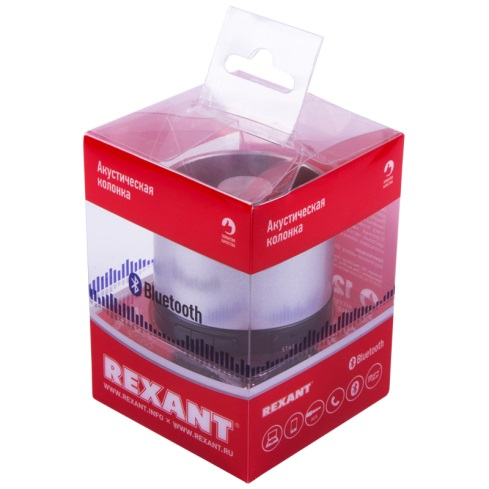 Акустическая
колонка
Bluetooth
REXANT®
WWW.REXANT.INFO × WWW.REXANT.RU
Акустическая
колонка
Bluetooth
REXANT®